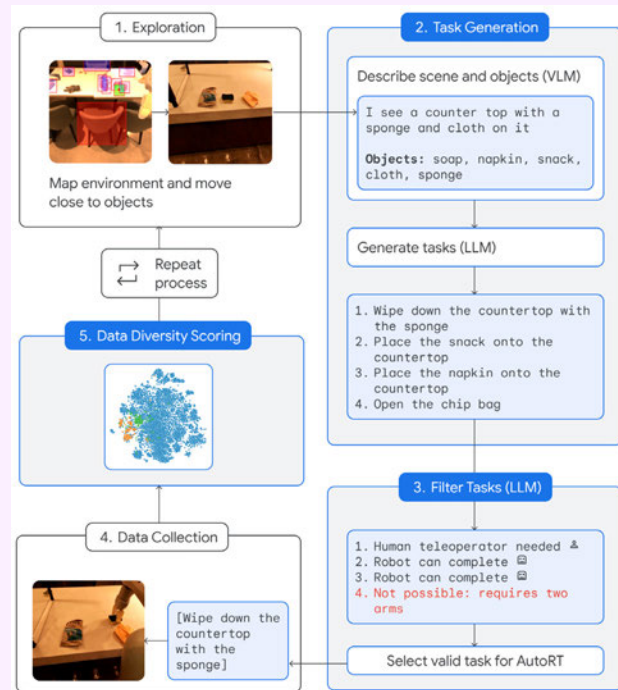 1. Exploration
Map environment and move
close to objects
2. Task Generation
Describe scene and objects (VLM)
I see a counter top with a
sponge and cloth on it
Objects: soap, napkin, snack,
cloth, sponge
Generate tasks (LLM)
1. Wipe down the countertop with
the sponge
2. Place the snack onto the
countertop
3. Place the napkin onto the
countertop
4. Open the chip bag
3. Filter Tasks (LLM)
1. Human teleoperator needed
2. Robot can complete
3. Robot can complete
4. Not possible: requires two
arms
Select valid task for AutoRT
4. Data Collection
[Wipe down the
countertop
with the
sponge]
5. Data Diversity Scoring
Repeat
process